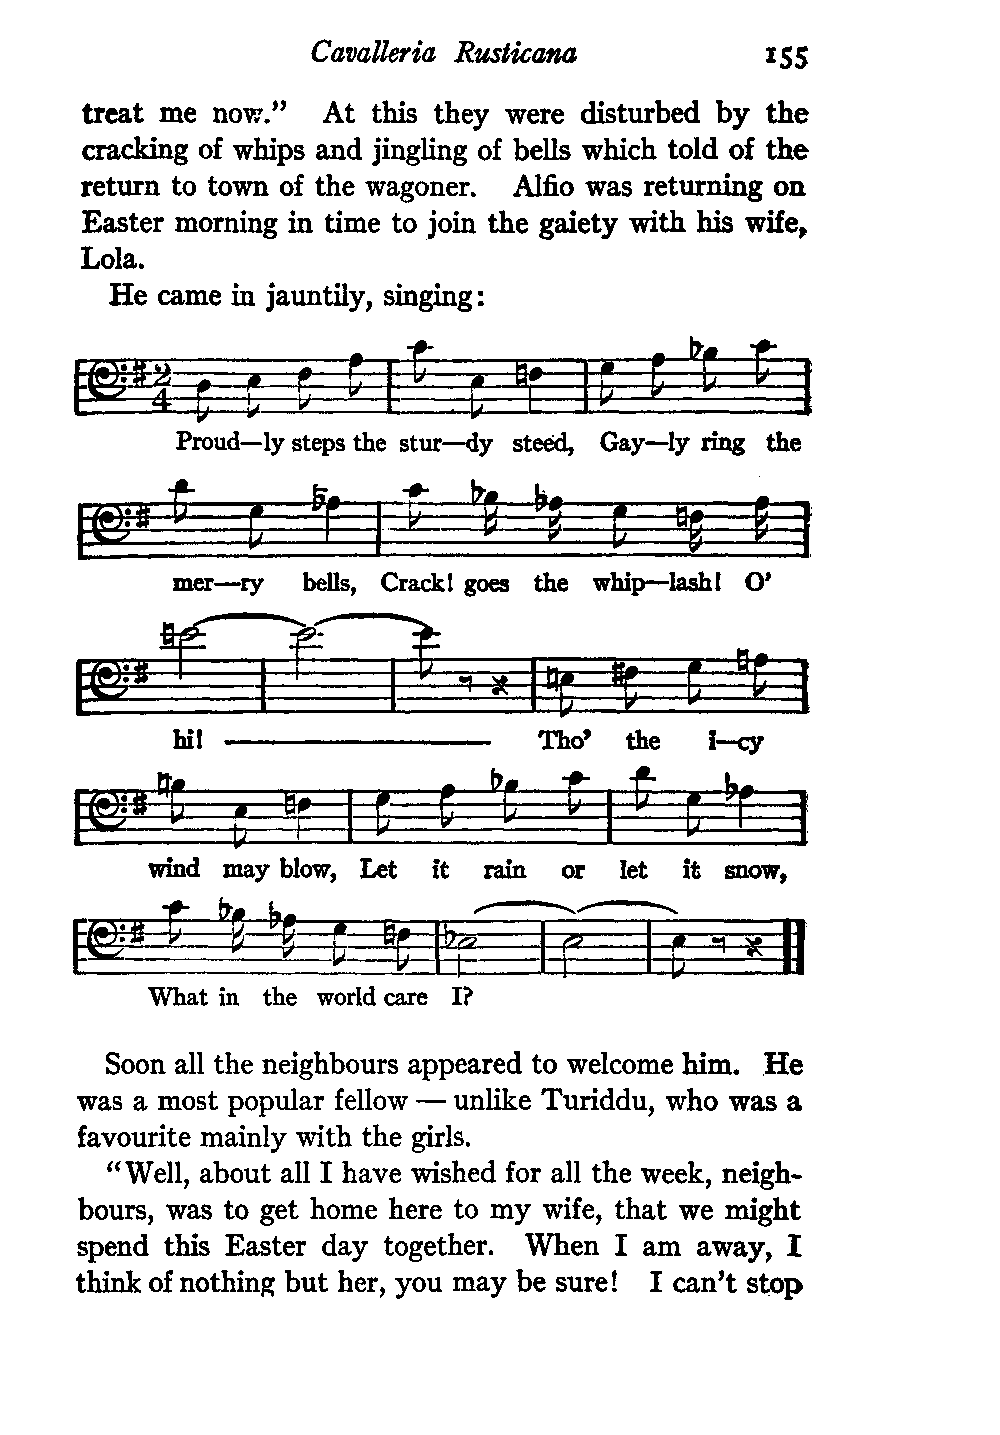 Cavalleria Rusticana 155
treat me now." At this they were disturbed by the
cracking of whips and jingling of bells which told of the
return to town of the wagoner. Alfio was returning on
Easter morning in time to join the gaiety with his wife,
Lola.
He came in jauntily, singing:
2
4
Proud—ly steps the stur—dy steed, Gay—ly ring the
mer—ry bells, Crack! goes the whip—lash! O'
hi! ———— Tho' the i—cy
wind may blow, Let it rain or let it snow,
What in the world care I?
Soon all the neighbours appeared to welcome him. He
was a most popular fellow — unlike Turiddu, who was a
favourite mainly with the girls.
"Well, about all I have wished for all the week, neigh-
bours, was to get home here to my wife, that we might
spend this Easter day together. When I am away, I
think of nothing but her, you may be sure! I can't stop